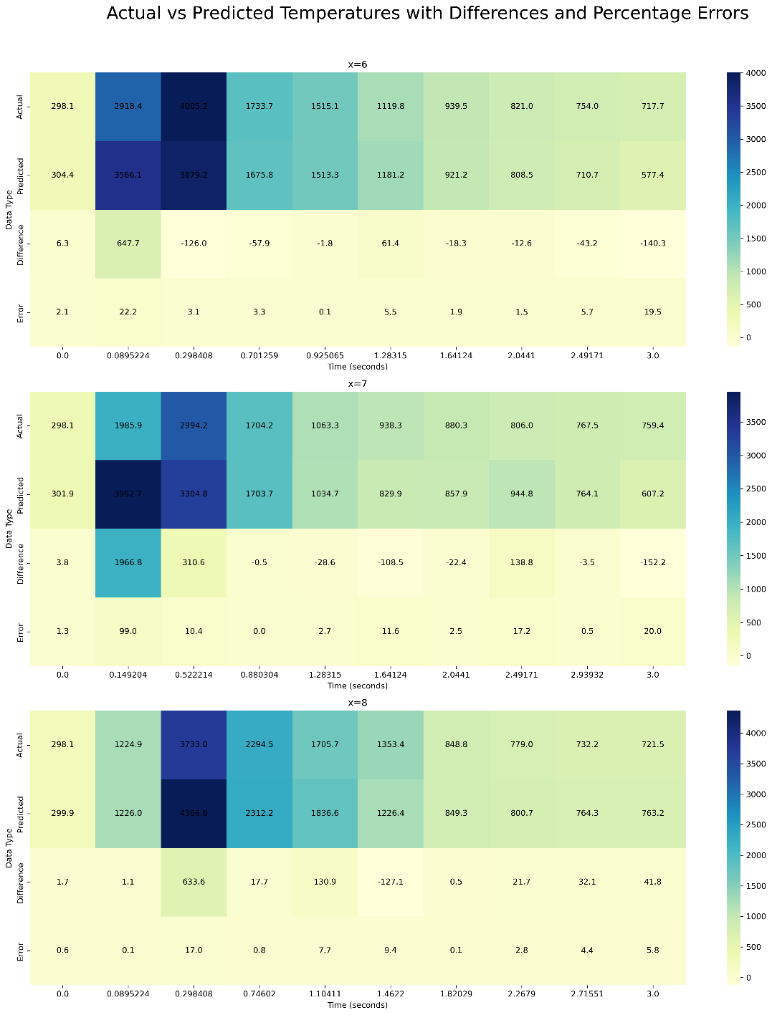 Actual vs Predicted Temperatures with Differences and Percentage Errors
x=6
Actual 298.1 2918.4 4005.2 1733.7 1515.1 1119.8 939.5 821.0 754.0 717.7
Predicted 304.4 3566.1 3879.2 1675.8 1513.3 1181.2 921.2 808.5 710.7 577.4
Difference 6.3 647.7 -126.0 -57.9 -1.8 61.4 -18.3 -12.6 -43.2 -140.3
Error 2.1 22.2 3.1 3.3 0.1 5.5 1.9 1.5 5.7 19.5
Data Type
0.0 0.0895224 0.298408 0.701259 0.925065 1.28315 1.64124 2.0441 2.49171 3.0
Time (seconds)
4000
3500
3000
2500
2000
1500
1000
500
0
x=7
Actual 298.1 1985.9 2994.2 1704.2 1063.3 938.3 880.3 806.0 767.5 759.4
Predicted 301.9 3952.7 3304.8 1703.7 1034.7 829.9 857.9 944.8 764.1 607.2
Difference 3.8 1966.8 310.6 -0.5 -28.6 -108.5 -22.4 138.8 -3.5 -152.2
Error 1.3 99.0 10.4 0.0 2.7 11.6 2.5 17.2 0.5 20.0
Data Type
0.0 0.149204 0.522214 0.880304 1.28315 1.64124 2.0441 2.49171 2.93932 3.0
Time (seconds)
3500
3000
2500
2000
1500
1000
500
0
x=8
Actual 298.1 1224.9 3733.0 2294.5 1705.7 1353.4 848.8 779.0 732.2 721.5
Predicted 299.9 1226.0 4366.6 2312.2 1836.6 1226.4 849.3 800.7 764.3 763.2
Difference 1.7 1.1 633.6 17.7 130.9 -127.1 0.5 21.7 32.1 41.8
Error 0.6 0.1 17.0 0.8 7.7 9.4 0.1 2.8 4.4 5.8
Data Type
0.0 0.0895224 0.298408 0.74602 1.10411 1.4622 1.82029 2.2679 2.71551 3.0
Time (seconds)
4000
3500
3000
2500
2000
1500
1000
500
0